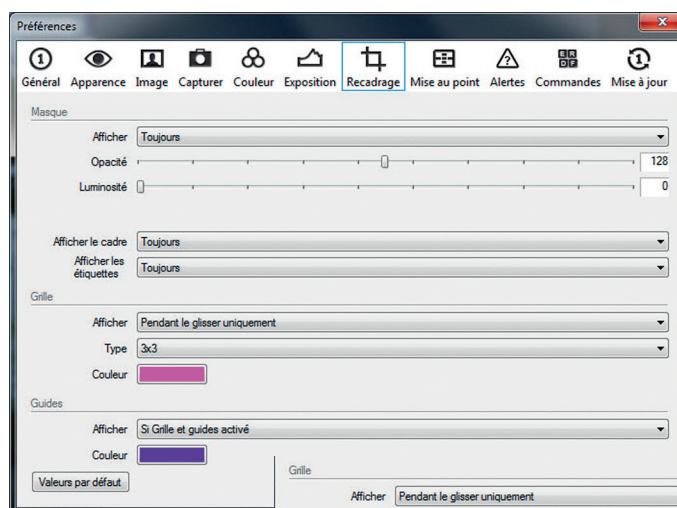 Préférences
Général Apparence Image Capturer Couleur Exposition Recadrage Mise au point Alertes Commandes Mise à jour
Masque
Afficher Toujours
Opacité 128
Luminosité 0
Afficher le cadre Toujours
Afficher les
étiquettes Toujours
Grille
Afficher Pendant le glisser uniquement
Type 3x3
Couleur
Guides
Afficher Si Grille et guides activé
Couleur
Valeurs par défaut
Grille
Afficher Pendant le glisser uniquement